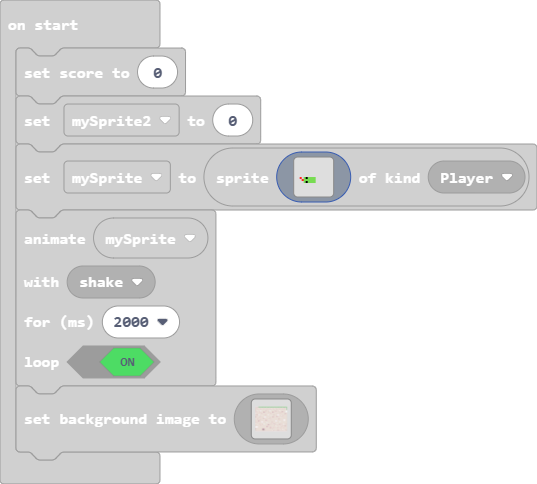 on start
set score to 0
set mySprite2 to 0
set mySprite to sprite of kind Player
animate mySprite
with shake
for (ms) 2000
loop ON
set background image to